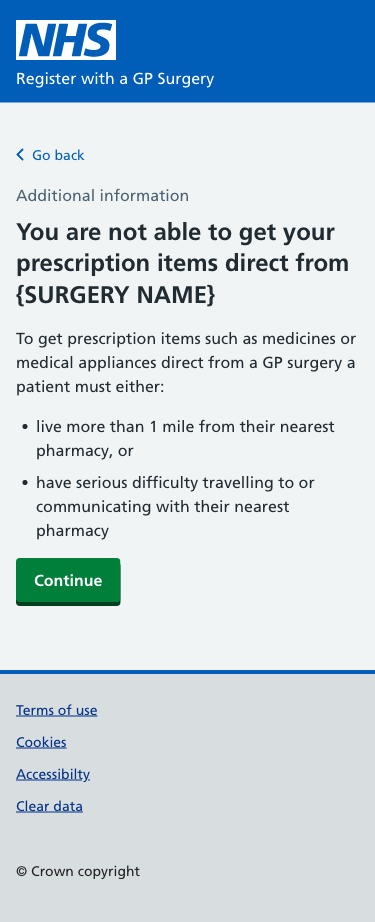 NHS
Register with a GP Surgery
Go back
Additional information
You are not able to get your
prescription items direct from
{SURGERY NAME}
To get prescription items such as medicines or
medical appliances direct from a GP surgery a
patient must either:
• live more than 1 mile from their nearest
pharmacy, or
• have serious difficulty travelling to or
communicating with their nearest
pharmacy
Continue
Terms of use
Cookies
Accessibilty
Clear data
© Crown copyright